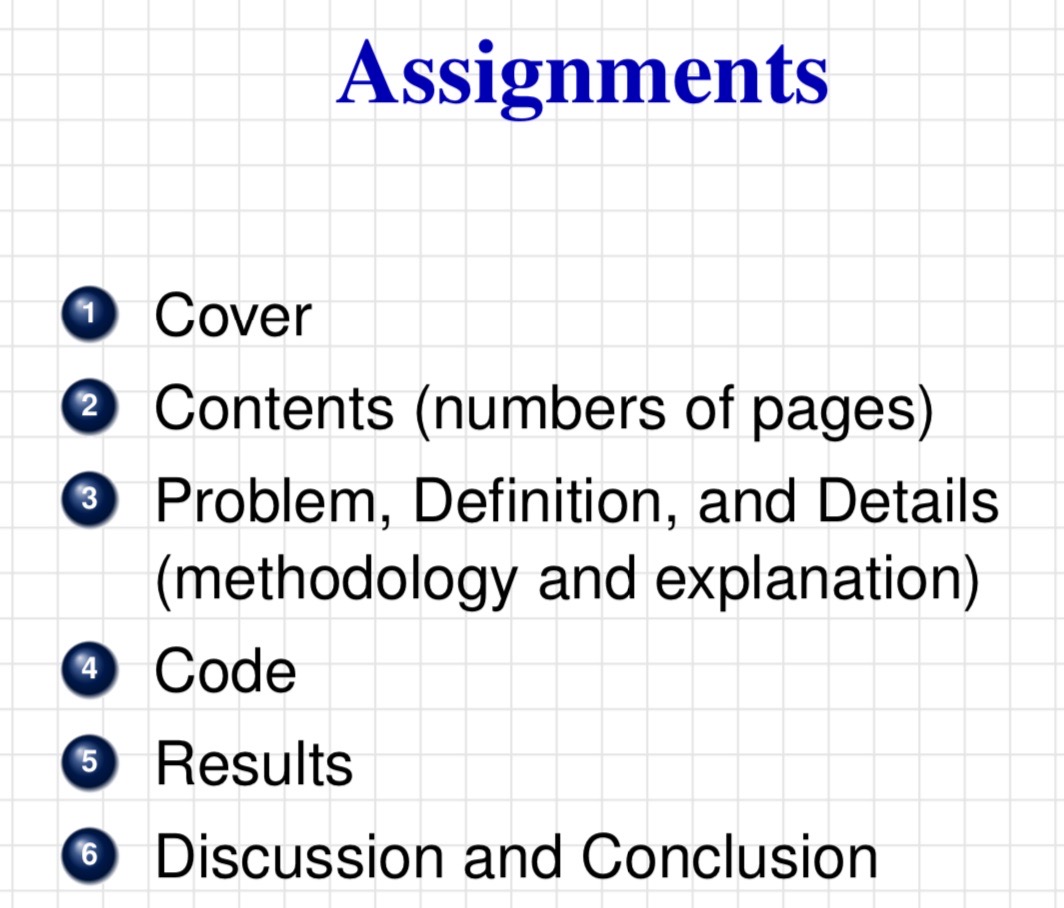 Assignments
1 Cover
2 Contents (numbers of pages)
3 Problem, Definition, and Details
(methodology and explanation)
4 Code
5 Results
6 Discussion and Conclusion